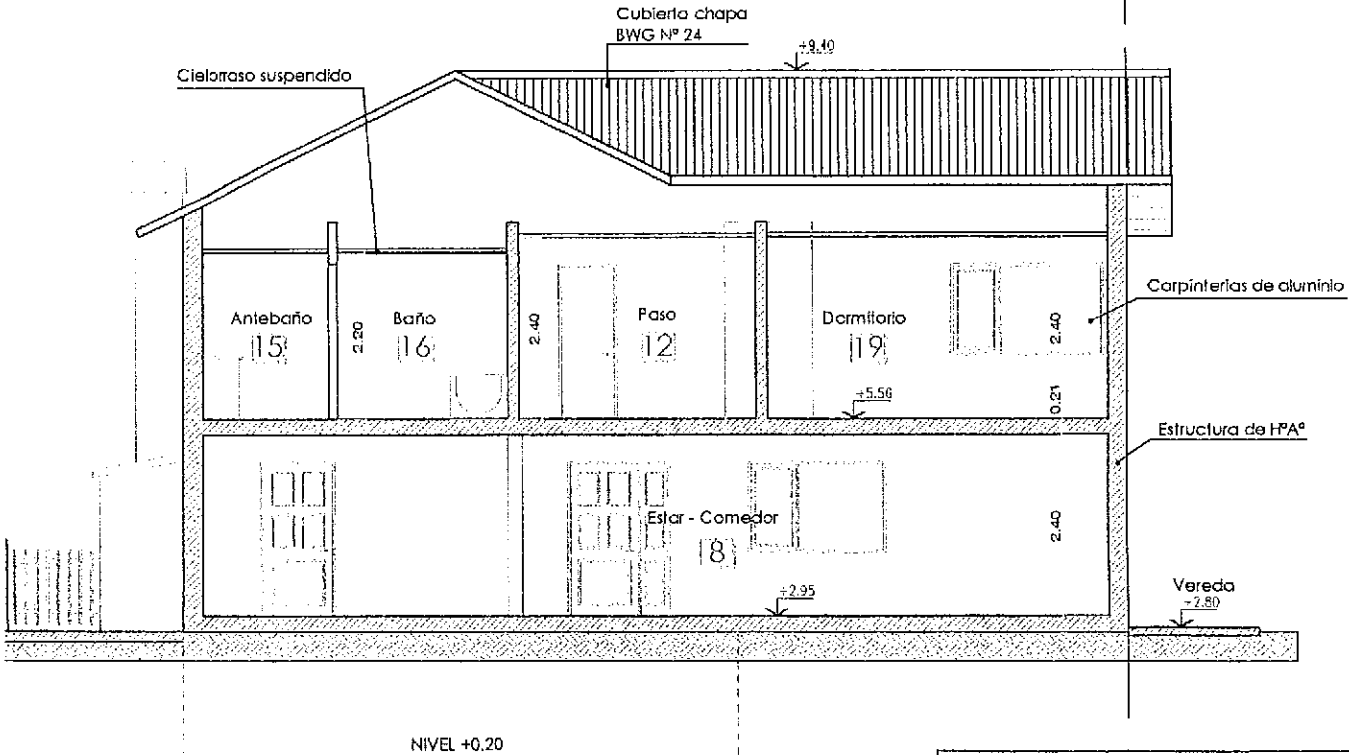 Cubierta chapa
BWG Nº 24
+9.40
Cielorraso suspendido
Carpinterias de aluminio
Antebaño
15
2.20
Baño
16
2.40
Paso
12
Dormitorio
19
2.40
+5.56
0.21
Estructura de HºAº
Estar - Comedor
8
2.40
+2.95
Vereda
+2.80
NIVEL +0.20